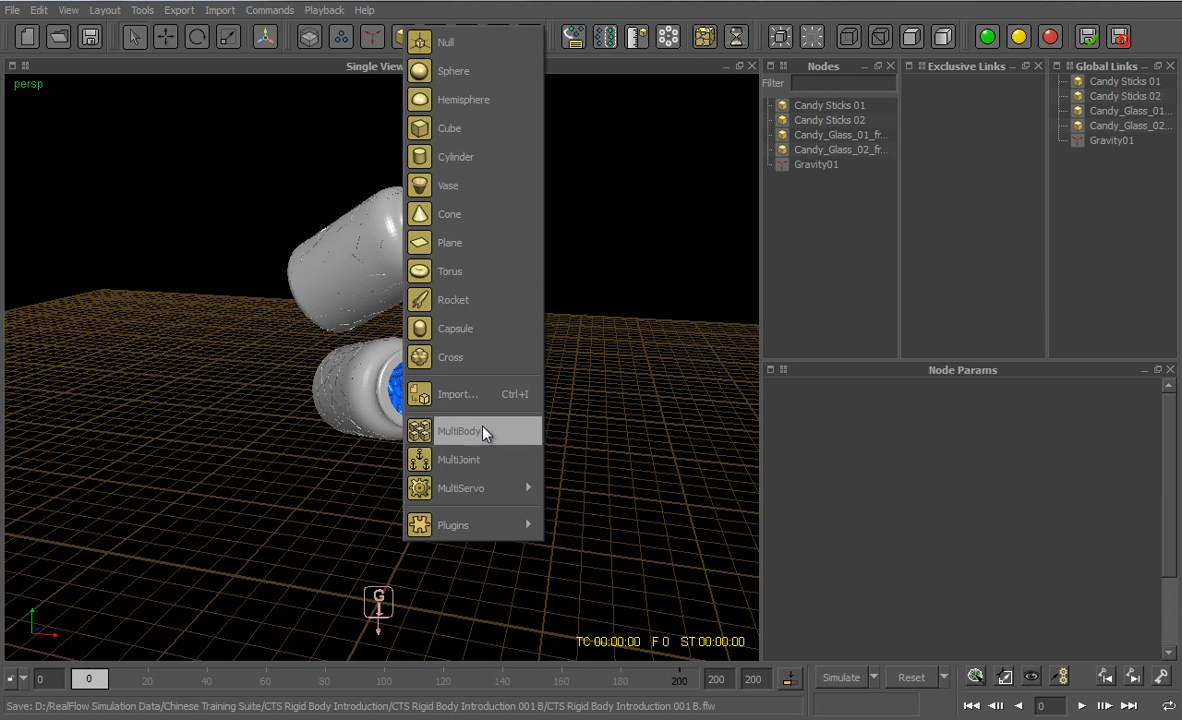 File Edit View Layout Tools Export Import Commands Playback Help
Single View
persp
Null
Sphere
Hemisphere
Cube
Cylinder
Vase
Cone
Plane
Torus
Rocket
Capsule
Cross
Import... Ctrl+I
MultiBody
MultiJoint
MultiServo
Plugins
G
TC 00:00:00 F 0 ST 00:00:00
Nodes
Filter
Candy Sticks 01
Candy Sticks 02
Candy_Glass_01_fr...
Candy_Glass_02_fr...
Gravity01
Exclusive Links
Global Links
Candy Sticks 01
Candy Sticks 02
Candy_Glass_01...
Candy_Glass_02...
Gravity01
Node Params
0 0 20 40 60 80 100 120 140 160 180 200 200 200
Simulate Reset
0
Save: D:/RealFlow Simulation Data/Chinese Training Suite/CTS Rigid Body Introduction/CTS Rigid Body Introduction 001 B/CTS Rigid Body Introduction 001 B.flw